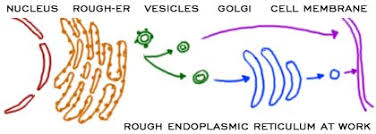 NUCLEUS ROUGH-ER VESICLES GOLGI CELL MEMBRANE
ROUGH ENDOPLASMIC RETICULUM AT WORK